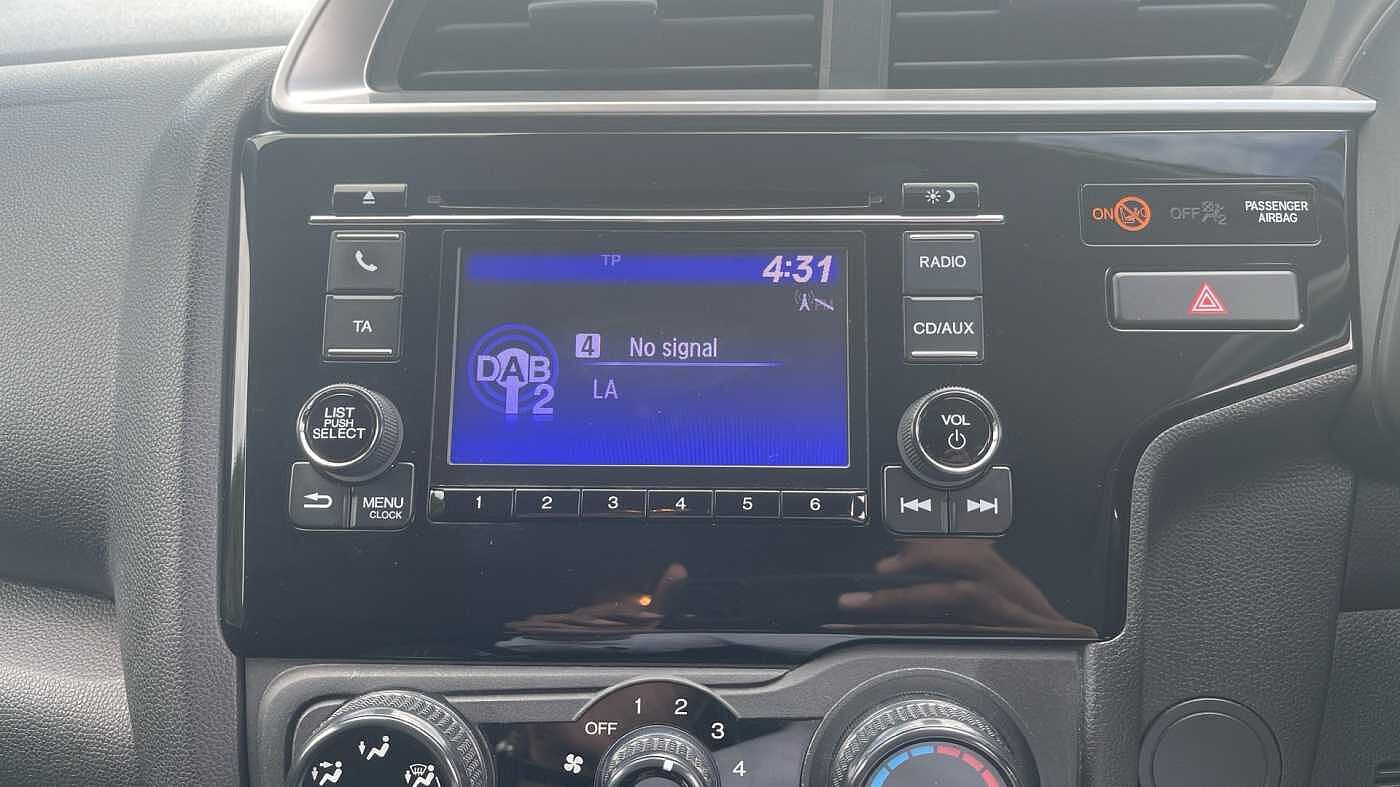 TP
4:31
DAB
2
4 No signal
LA
TA
LIST
PUSH
SELECT
MENU
CLOCK
1 2 3 4 5 6
RADIO
CD/AUX
VOL
ON
OFF
2
PASSENGER
AIRBAG
OFF 1 2 3 4